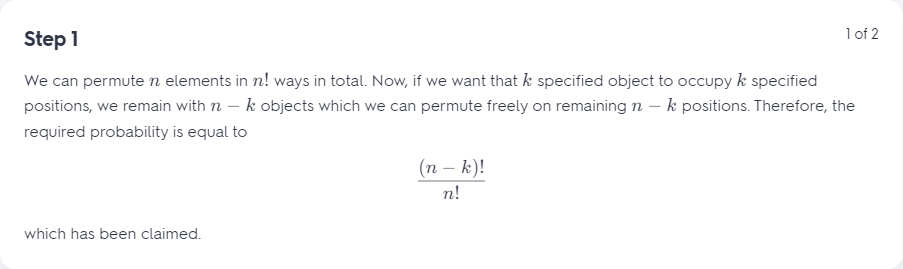 Step 1
1 of 2
We can permute n elements in n! ways in total. Now, if we want that k specified object to occupy k specified
positions, we remain with n − k objects which we can permute freely on remaining n − k positions. Therefore, the
required probability is equal to
(n − k)!
n!
which has been claimed.